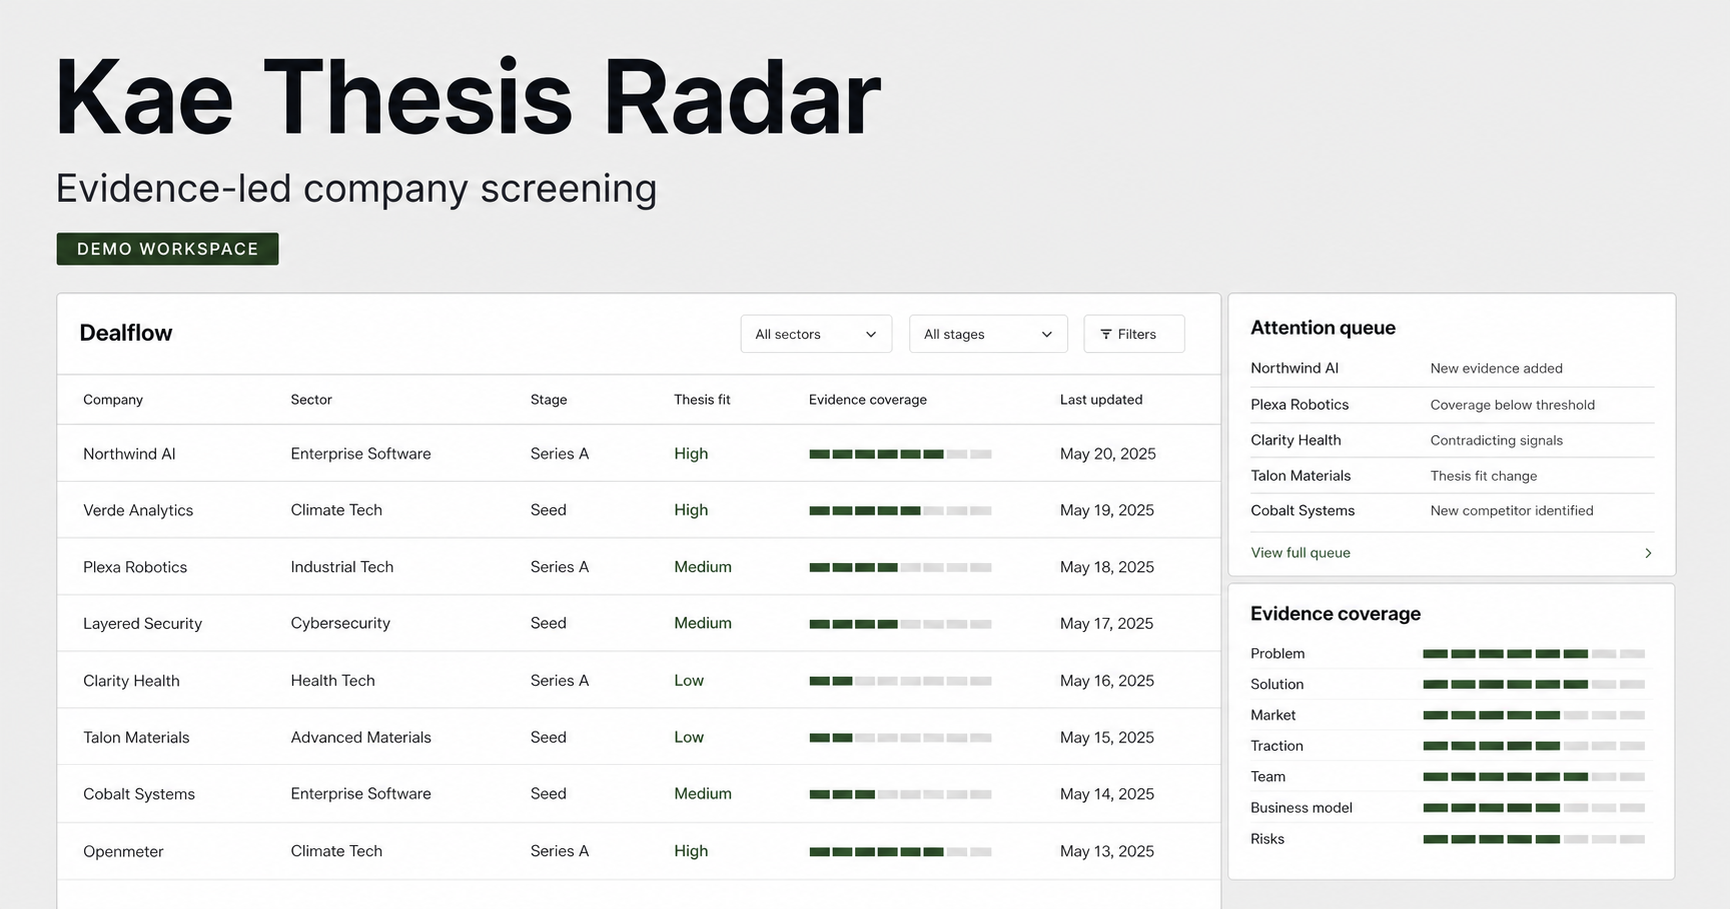 Kae Thesis Radar
Evidence-led company screening
DEMO WORKSPACE
Dealflow
All sectors
All stages
Filters
Company Sector Stage Thesis fit Evidence coverage Last updated
Northwind AI Enterprise Software Series A High May 20, 2025
Verde Analytics Climate Tech Seed High May 19, 2025
Plexa Robotics Industrial Tech Series A Medium May 18, 2025
Layered Security Cybersecurity Seed Medium May 17, 2025
Clarity Health Health Tech Series A Low May 16, 2025
Talon Materials Advanced Materials Seed Low May 15, 2025
Cobalt Systems Enterprise Software Seed Medium May 14, 2025
Openmeter Climate Tech Series A High May 13, 2025
Attention queue
Northwind AI New evidence added
Plexa Robotics Coverage below threshold
Clarity Health Contradicting signals
Talon Materials Thesis fit change
Cobalt Systems New competitor identified
View full queue
Evidence coverage
Problem
Solution
Market
Traction
Team
Business model
Risks